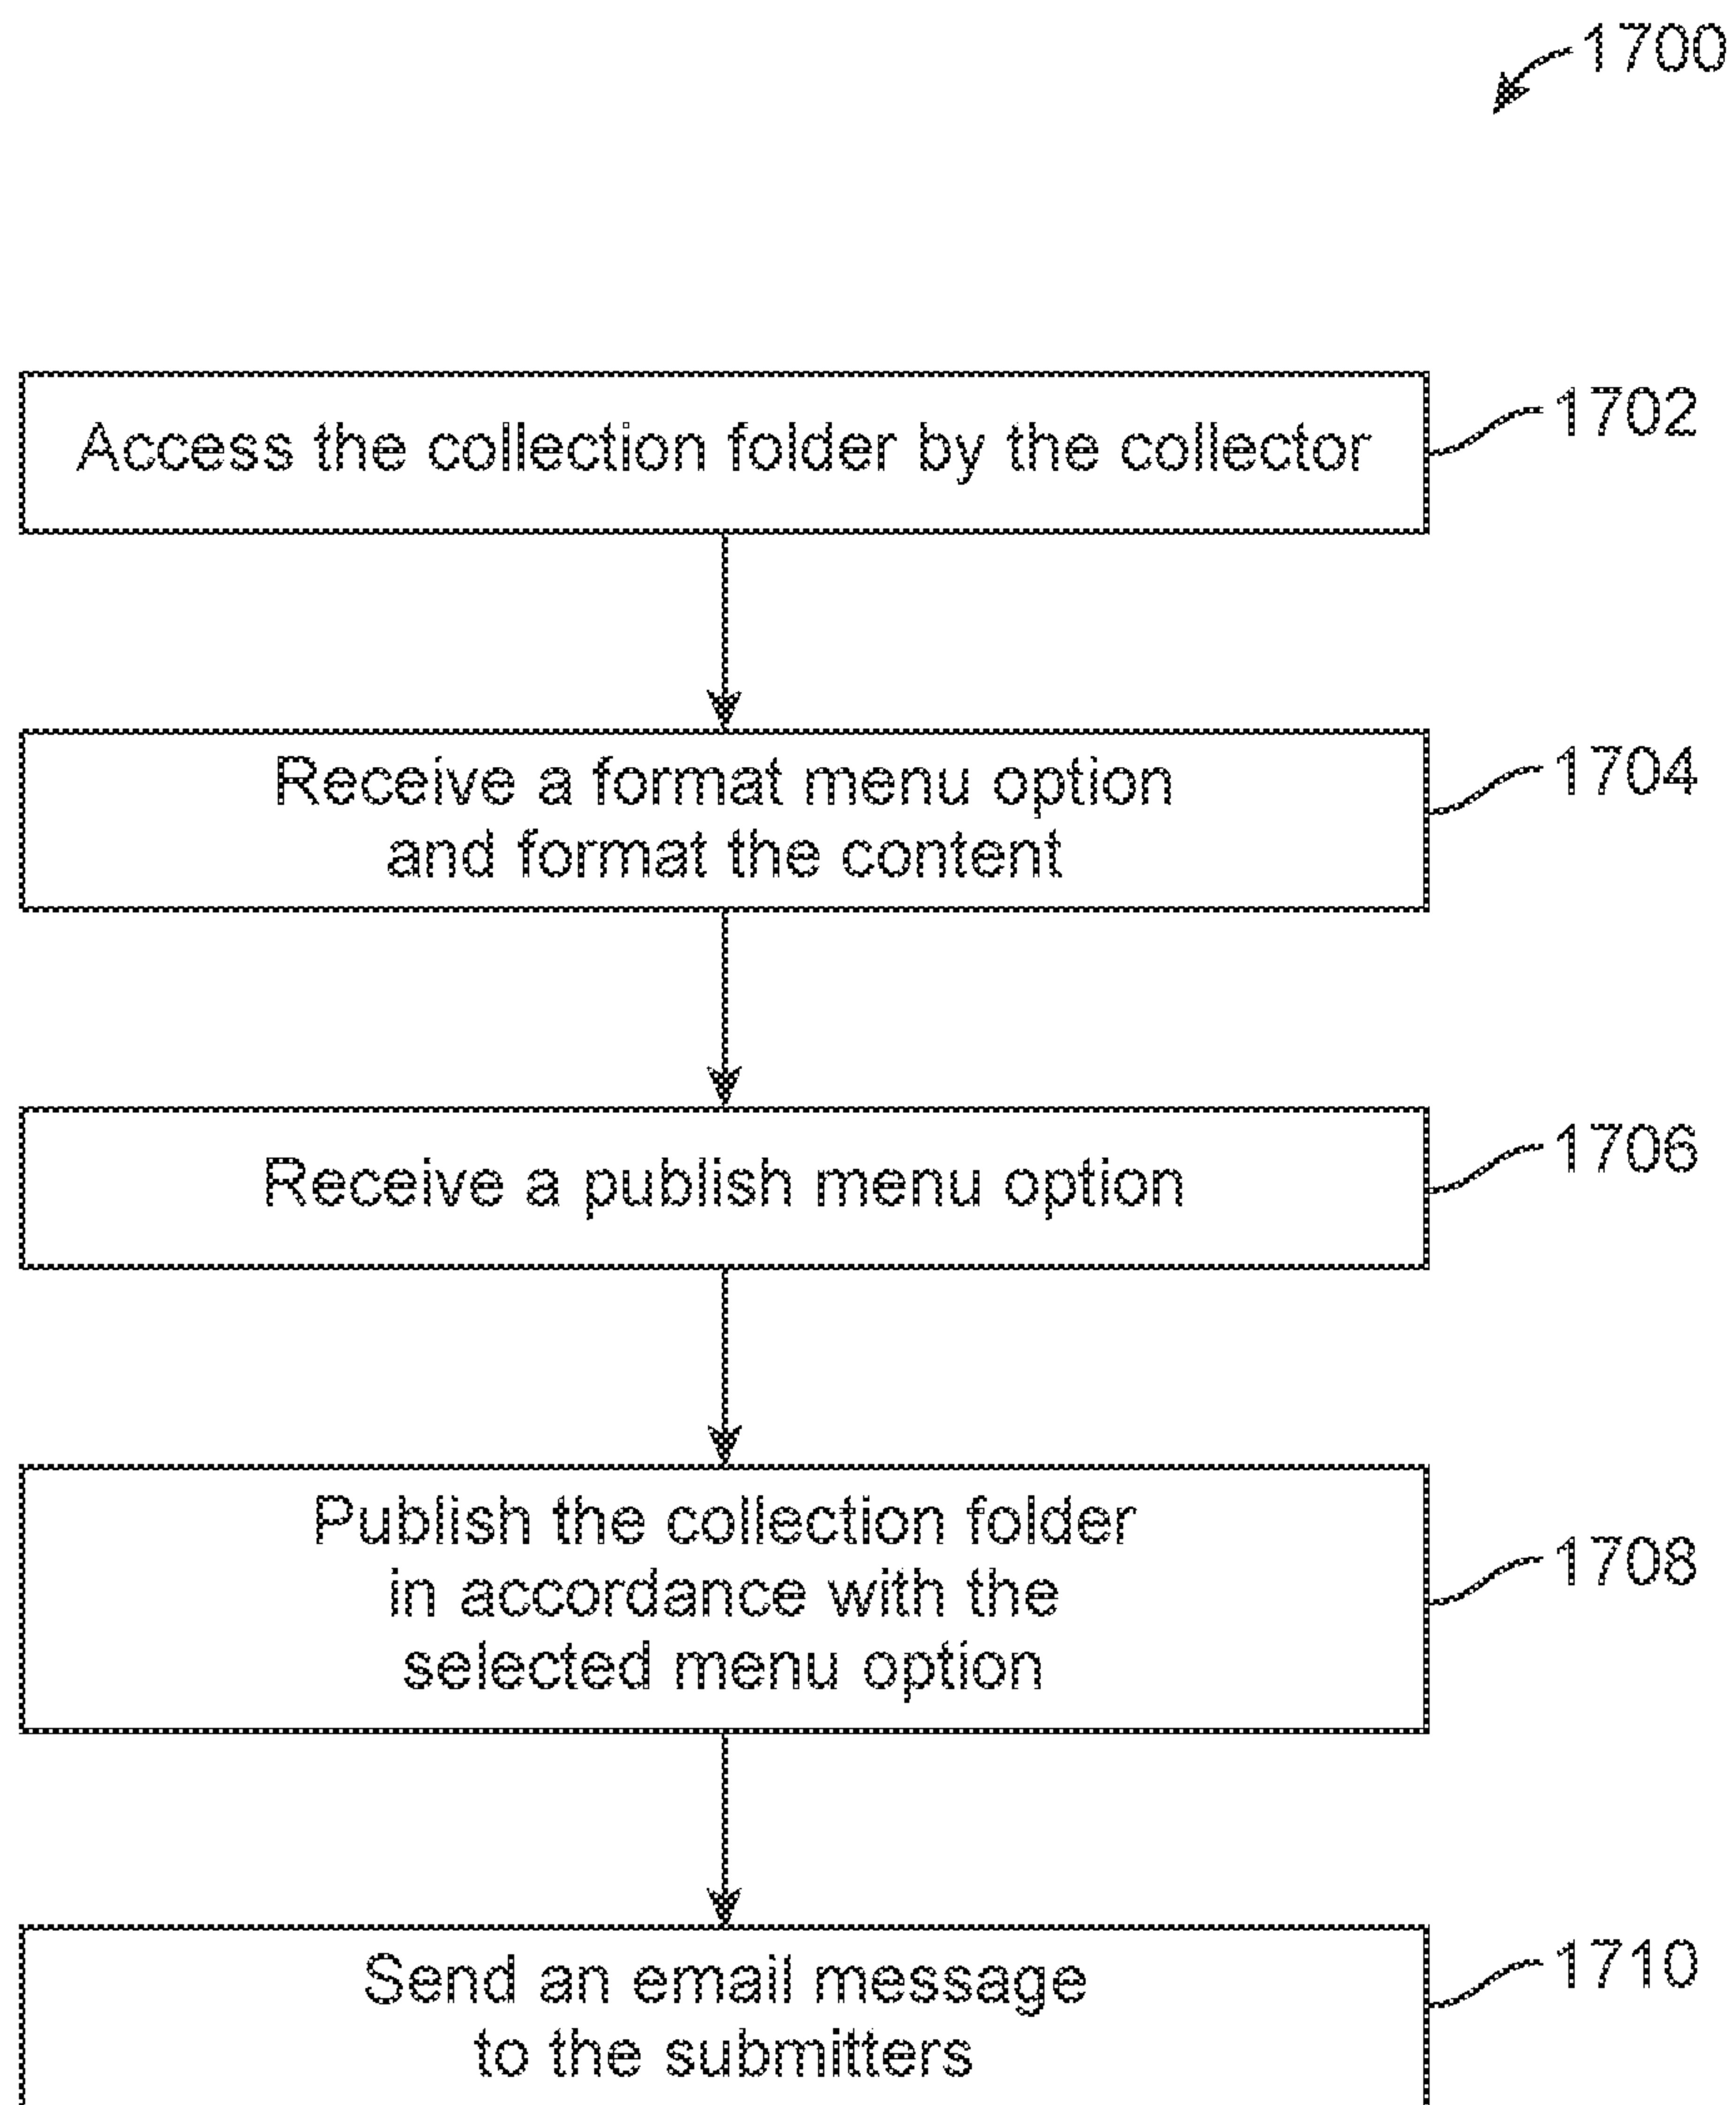 1700
Access the collection folder by the collector
1702
Receive a format menu option
and format the content
1704
Receive a publish menu option
1706
Publish the collection folder
in accordance with the
selected menu option
1708
Send an email message
to the submitters
1710